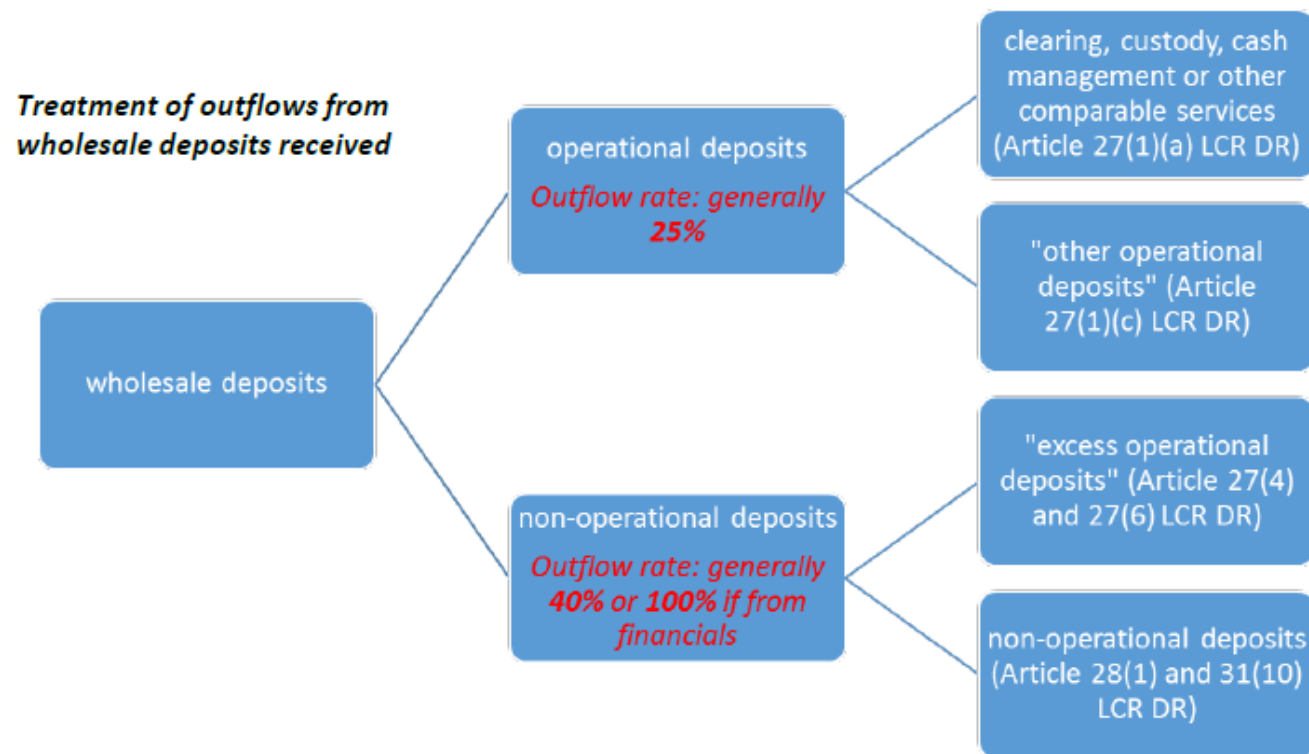 Treatment of outflows from
wholesale deposits received
wholesale deposits
operational deposits
Outflow rate: generally
25%
non-operational deposits
Outflow rate: generally
40% or 100% if from
financials
clearing, custody, cash
management or other
comparable services
(Article 27(1)(a) LCR DR)
"other operational
deposits" (Article
27(1)(c) LCR DR)
"excess operational
deposits" (Article 27(4)
and 27(6) LCR DR)
non-operational deposits
(Article 28(1) and 31(10)
LCR DR)